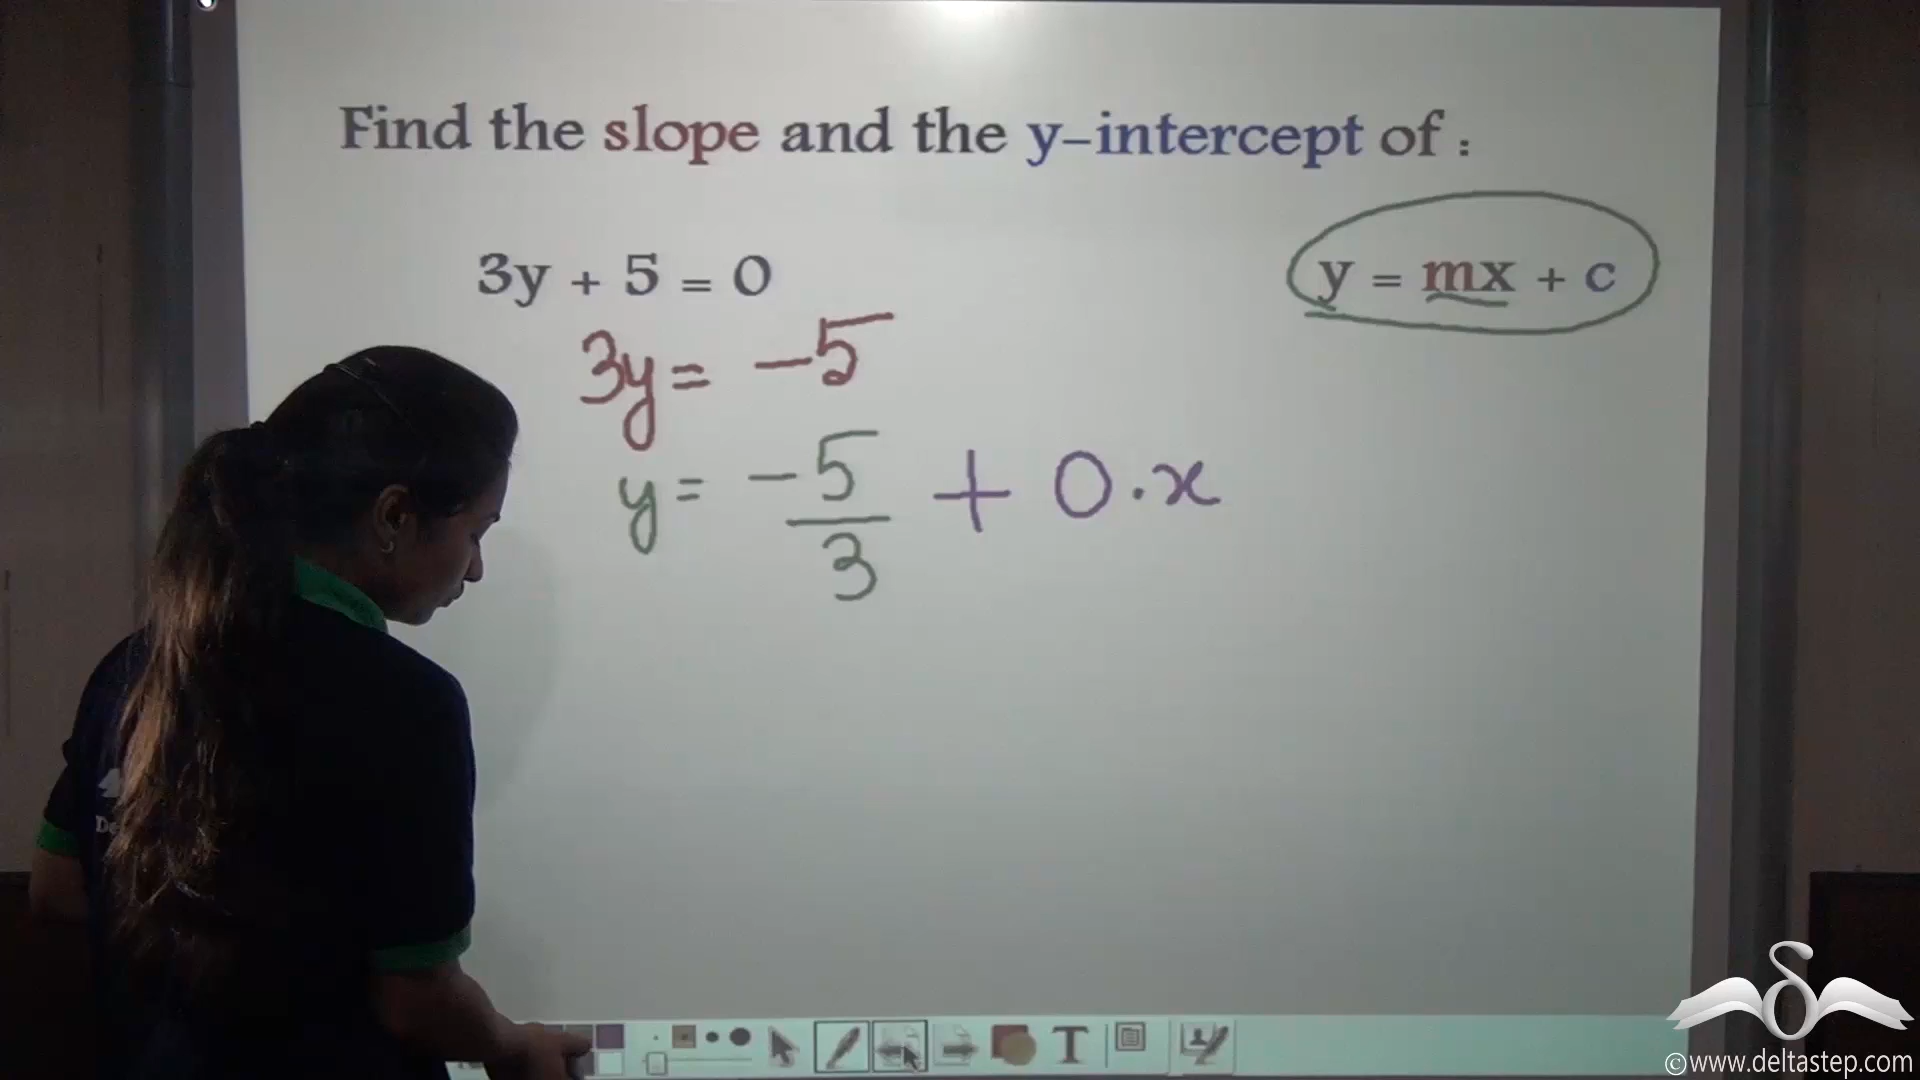 Find the slope and the y-intercept of :
3y + 5 = 0
y = mx + c
3y = -5
y = -5/3 + 0.x
T
©www.deltastep.com